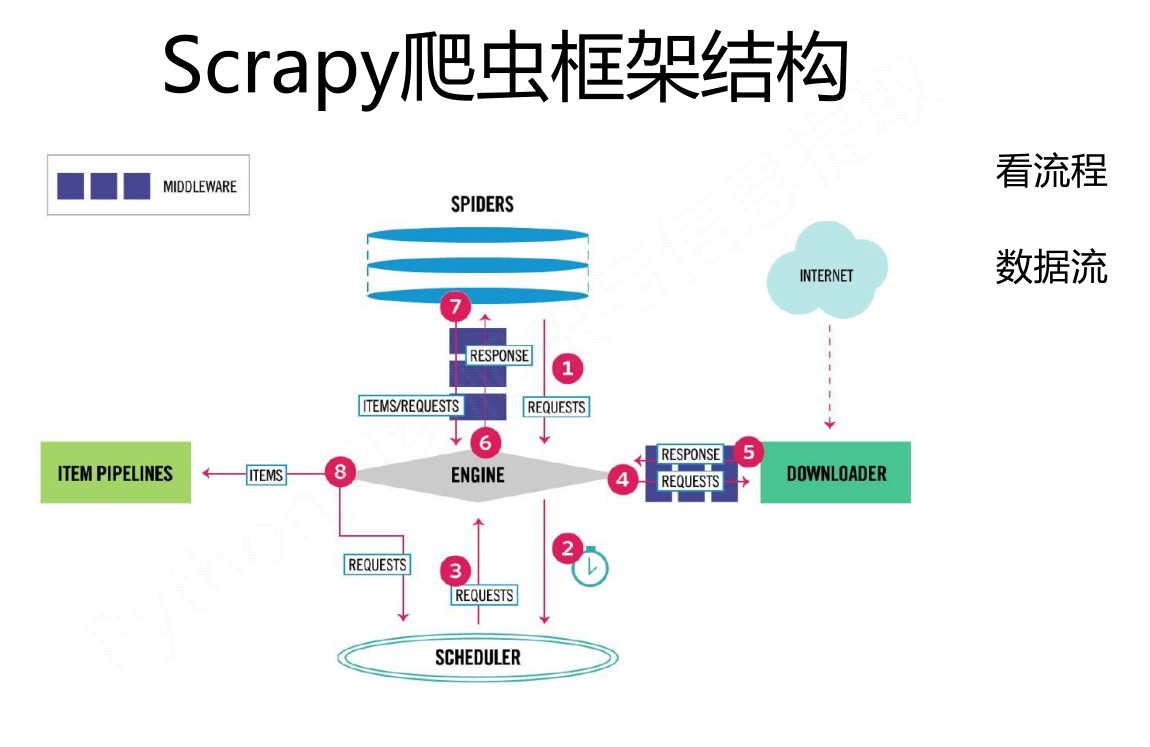 Scrapy爬虫框架结构
看流程
数据流
MIDDLEWARE
SPIDERS
INTERNET
7
RESPONSE
1
ITEMS/REQUESTS
REQUESTS
6
ITEM PIPELINES
ITEMS
8
ENGINE
4
RESPONSE
5
REQUESTS
DOWNLOADER
REQUESTS
3
REQUESTS
2
SCHEDULER